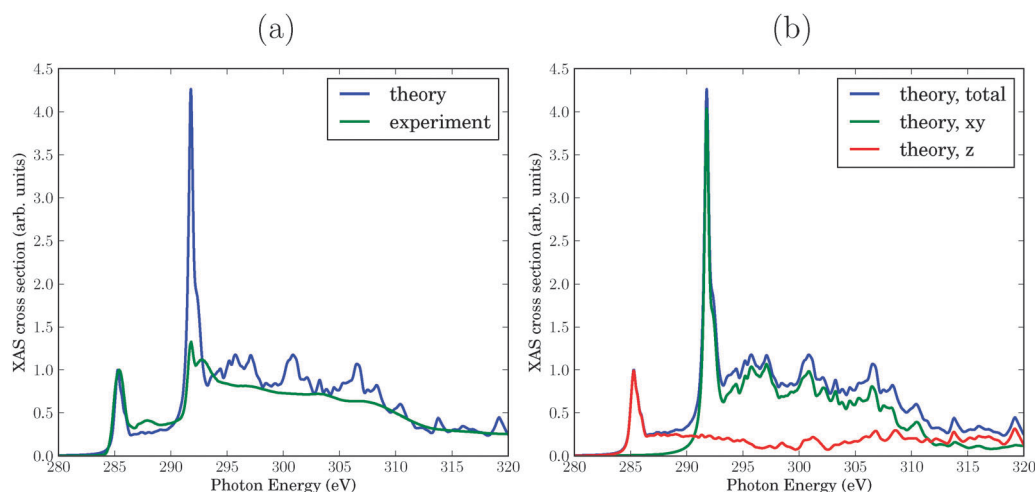 (a)
(b)
XAS cross section (arb. units)
4.5
4.0
3.5
3.0
2.5
2.0
1.5
1.0
0.5
0.0
280 285 290 295 300 305 310 315 320
Photon Energy (eV)
theory
experiment
XAS cross section (arb. units)
4.5
4.0
3.5
3.0
2.5
2.0
1.5
1.0
0.5
0.0
280 285 290 295 300 305 310 315 320
Photon Energy (eV)
theory, total
theory, xy
theory, z